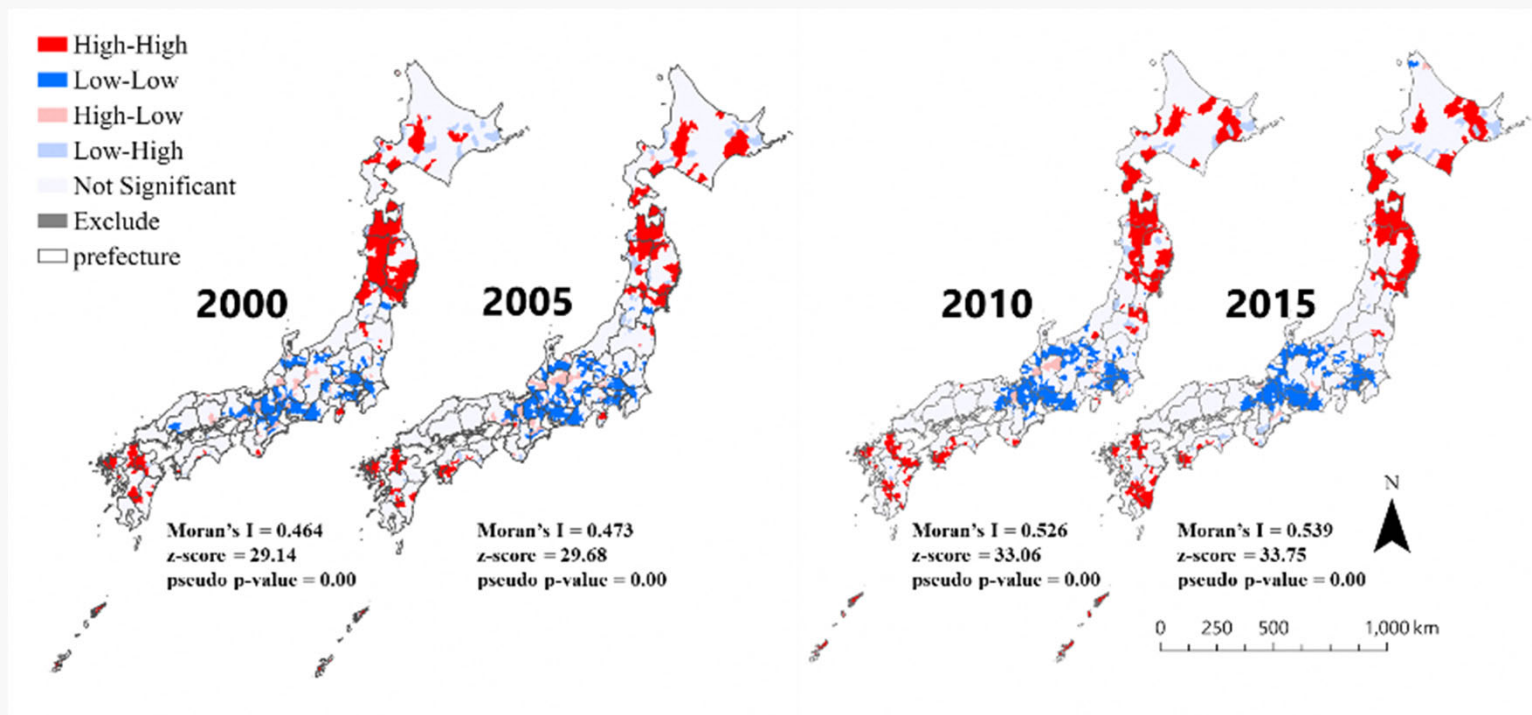 High-High
Low-Low
High-Low
Low-High
Not Significant
Exclude
prefecture
2000
2005
2010
2015
Moran's I = 0.464
z-score = 29.14
pseudo p-value = 0.00
Moran's I = 0.473
z-score = 29.68
pseudo p-value = 0.00
Moran's I = 0.526
z-score = 33.06
pseudo p-value = 0.00
Moran's I = 0.539
z-score = 33.75
pseudo p-value = 0.00
N
0 250 500 1,000 km